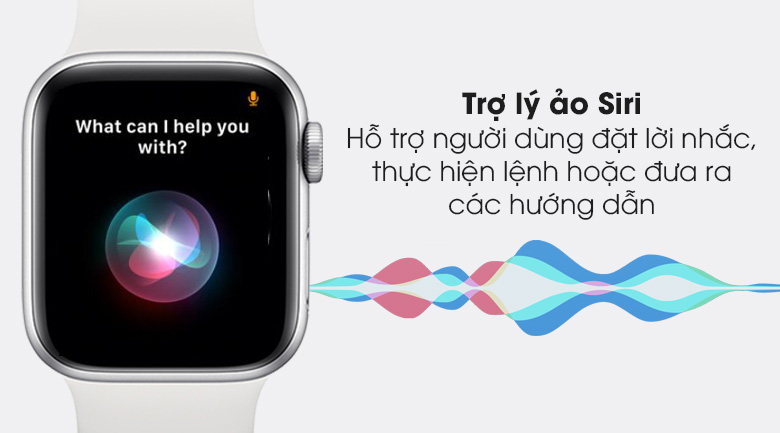 What can I help you
with?
Trợ lý ảo Siri
Hỗ trợ người dùng đặt lời nhắc,
thực hiện lệnh hoặc đưa ra
các hướng dẫn